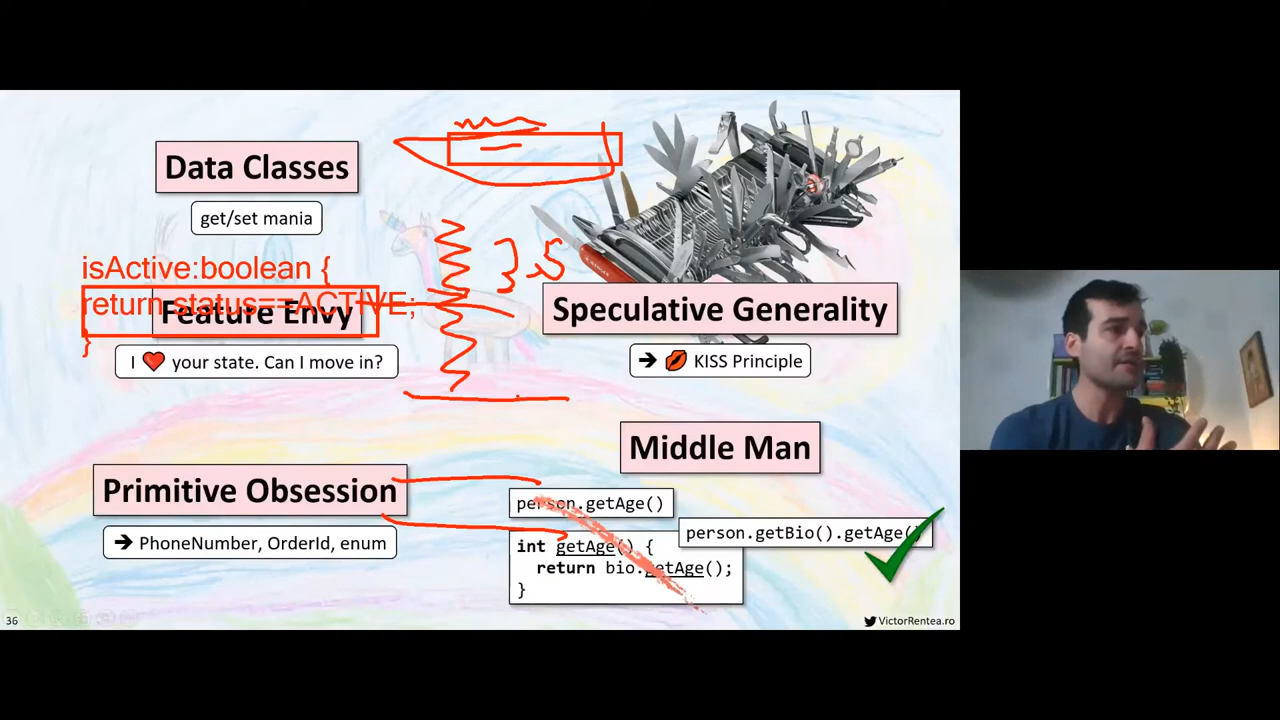 Data Classes
get/set mania
isActive:boolean {
return status==ACTIVE;
}
Feature Envy
I ❤ your state. Can I move in?
Primitive Obsession
➔ PhoneNumber, OrderId, enum
3.5
Speculative Generality
➔ 💋 KISS Principle
Middle Man
person.getAge()
person.getBio().getAge()
int getAge() {
return bio.getAge();
}
36
VictorRentea.ro